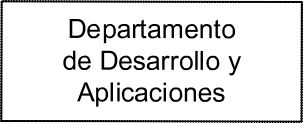 Departamento
de Desarrollo y
Aplicaciones